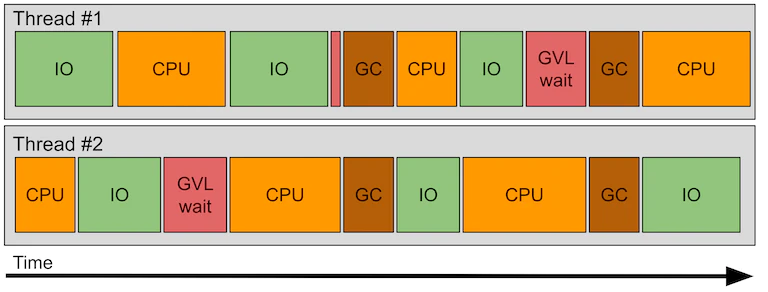 Thread #1
IO
CPU
IO
GC
CPU
IO
GVL
wait
GC
CPU
Thread #2
CPU
IO
GVL
wait
CPU
GC
IO
CPU
GC
IO
Time